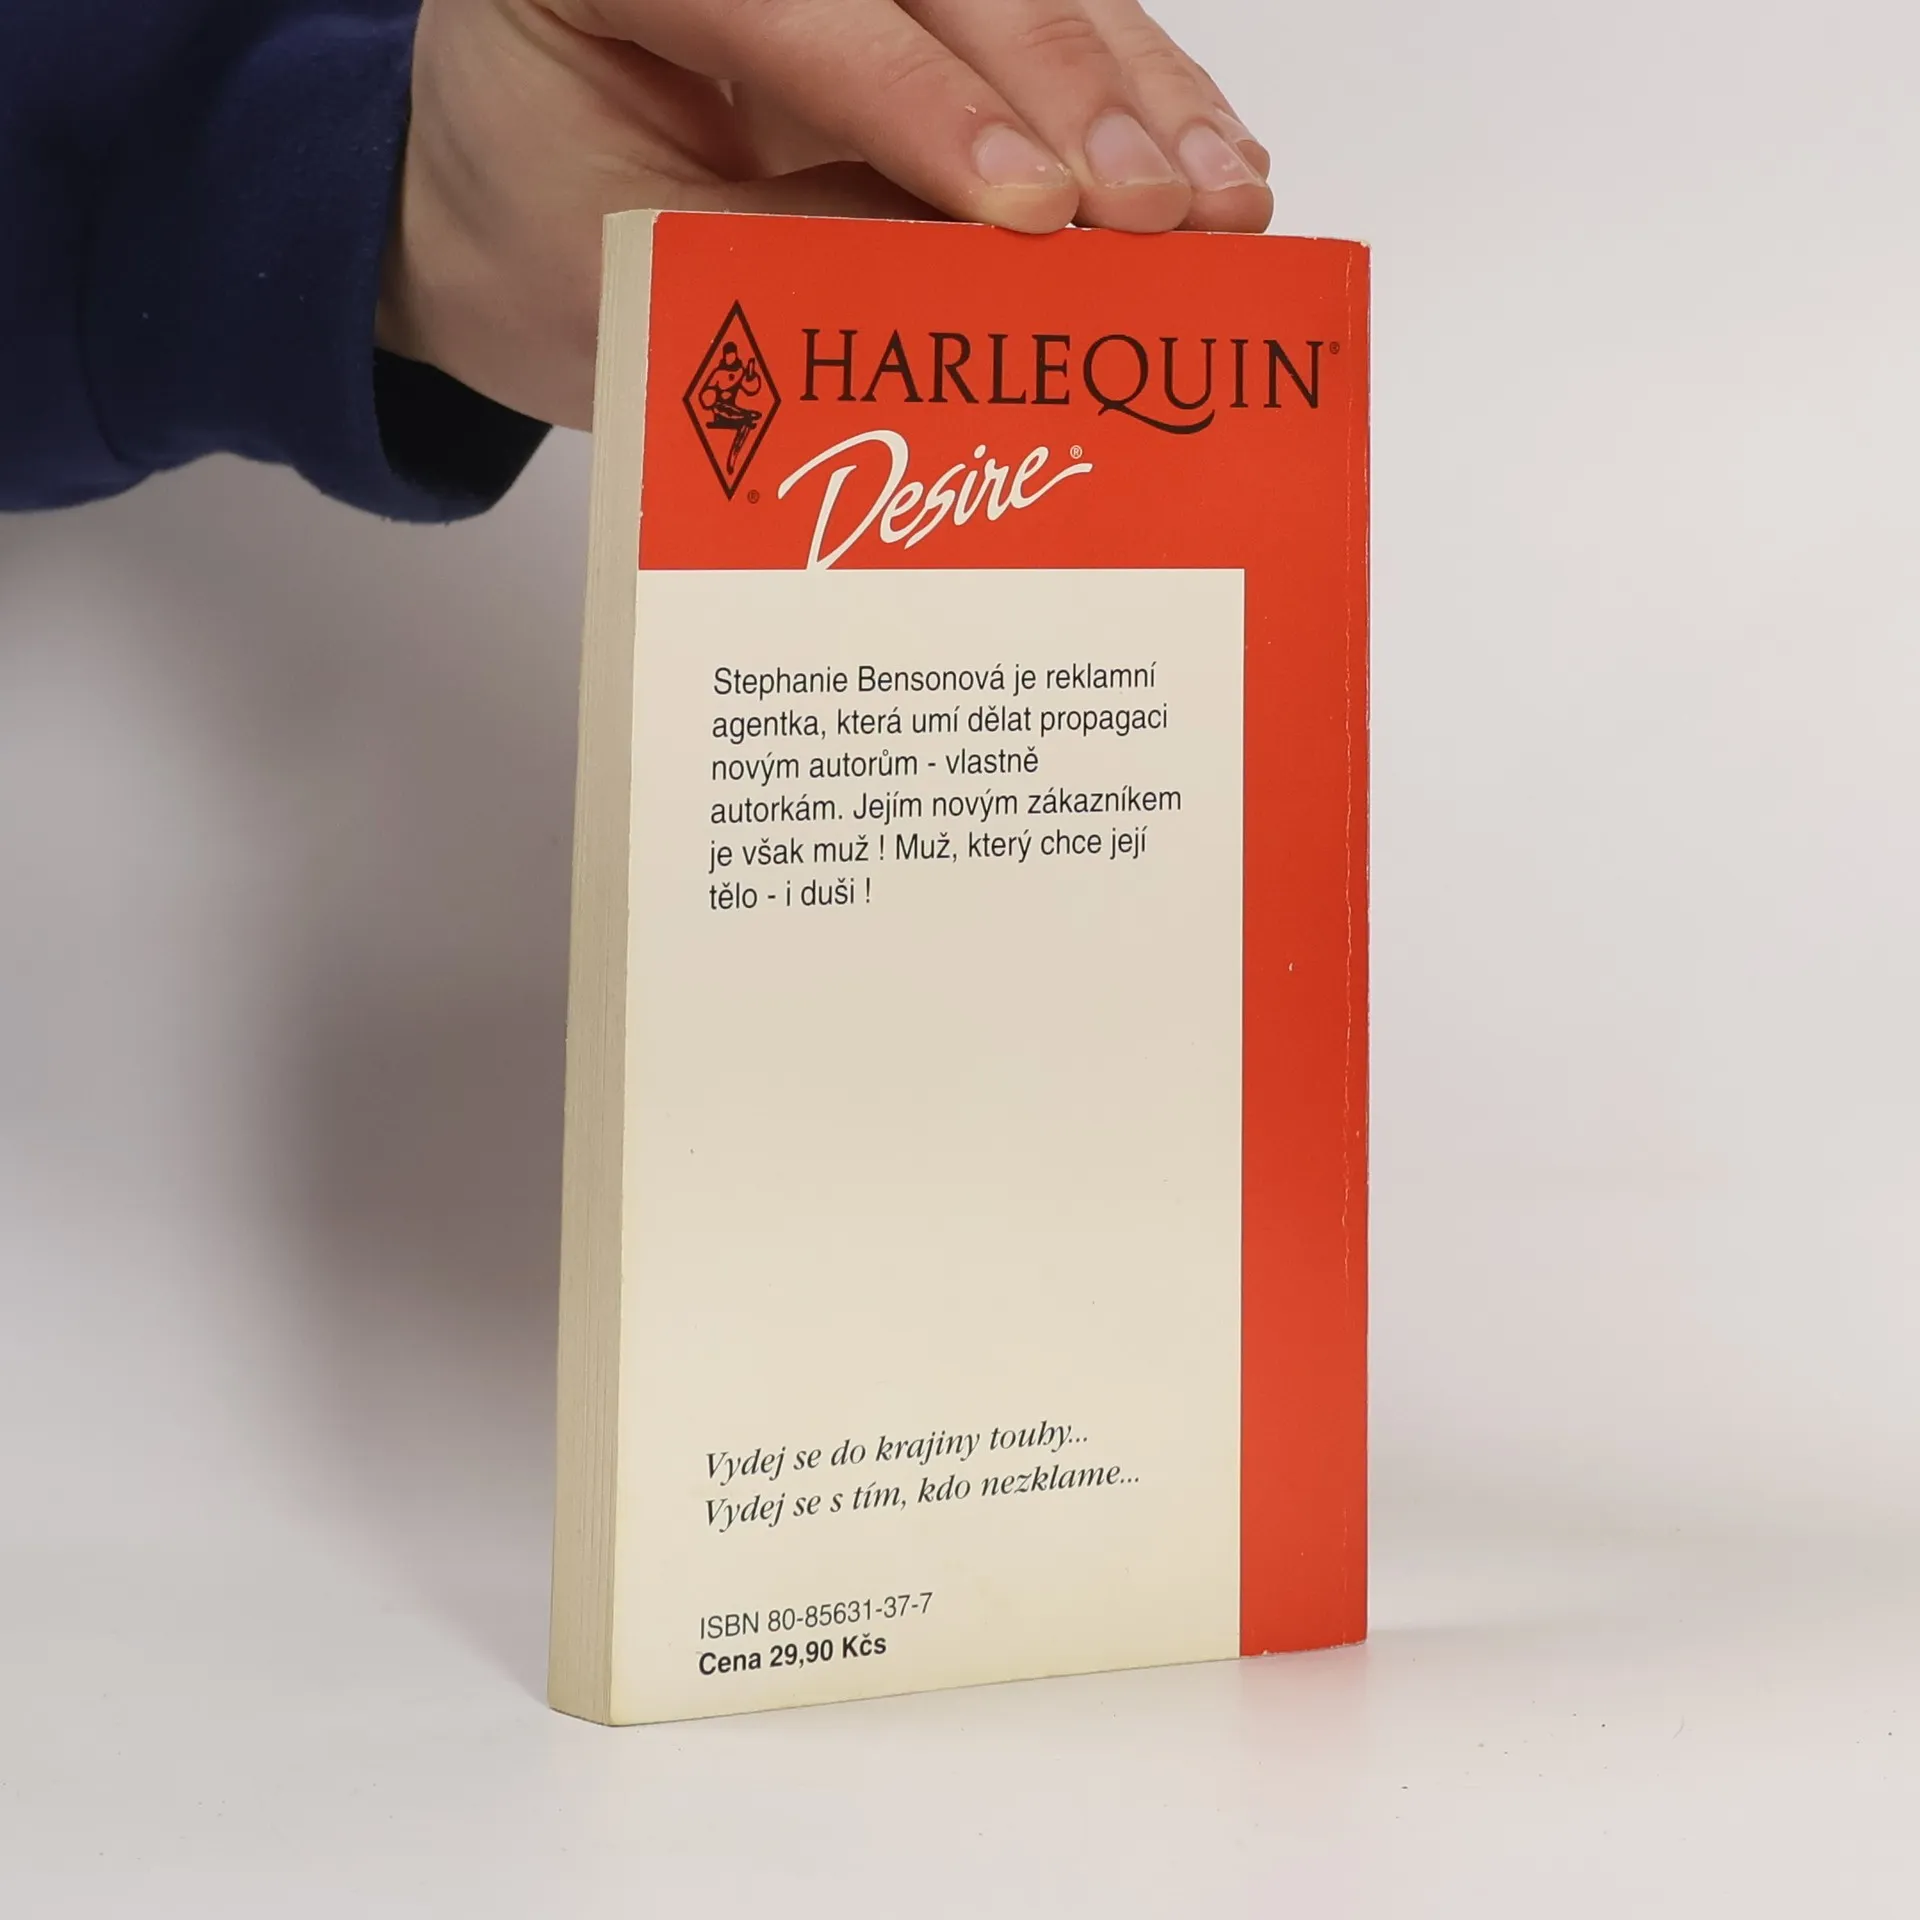 HARLEQUIN®
®
Desire®
Stephanie Bensonová je reklamní
agentka, která umí dělat propagaci
novým autorům - vlastně
autorkám. Jejím novým zákazníkem
je však muž ! Muž, který chce její
tělo - i duši !
Vydej se do krajiny touhy...
Vydej se s tím, kdo nezklame...
ISBN 80-85631-37-7
Cena 29,90 Kčs